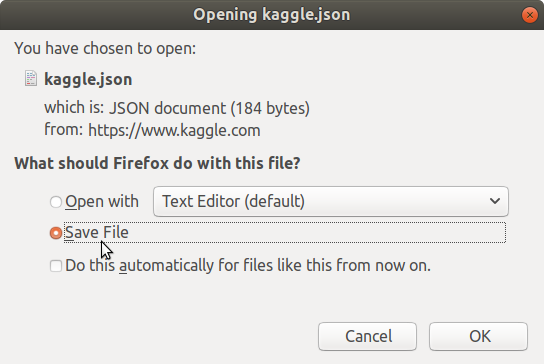 Opening kaggle.json
You have chosen to open:
kaggle.json
which is: JSON document (184 bytes)
from: https://www.kaggle.com
What should Firefox do with this file?
Open with Text Editor (default)
Save File
Do this automatically for files like this from now on.
Cancel OK